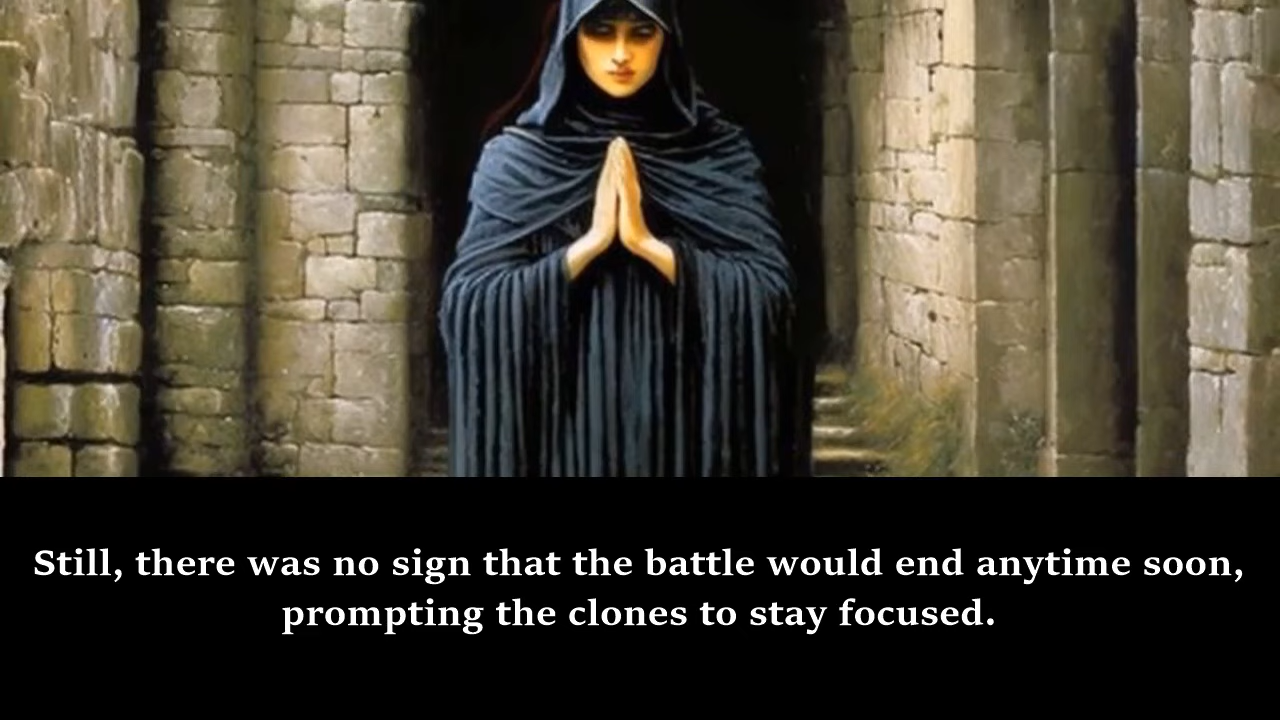 Still, there was no sign that the battle would end anytime soon,
prompting the clones to stay focused.